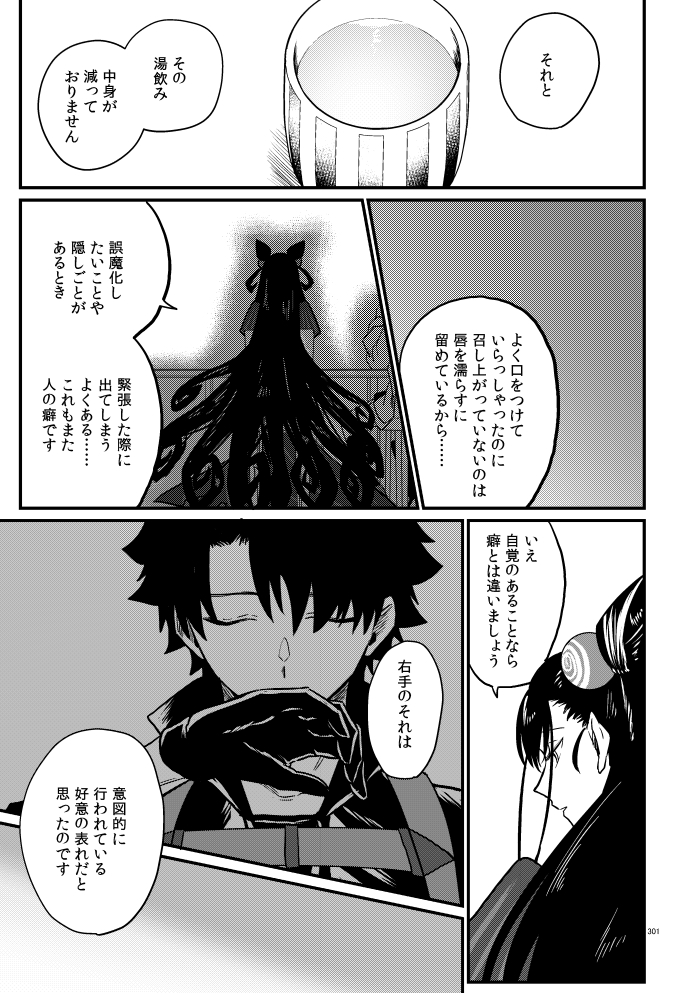 それと
その
湯飲み
中身が
減って
おりません
よく口をつけて
いらっしゃったのに
召し上がっていないのは
唇を濡らすに
留めているから……
誤魔化し
たいことや
隠しごとが
あるとき
緊張した際に
出てしまう
よくある……
これもまた
人の癖です
いえ
自覚のあることなら
癖とは違いましょう
右手のそれは
意図的に
行われている
好意の表れだと
思ったのです
301